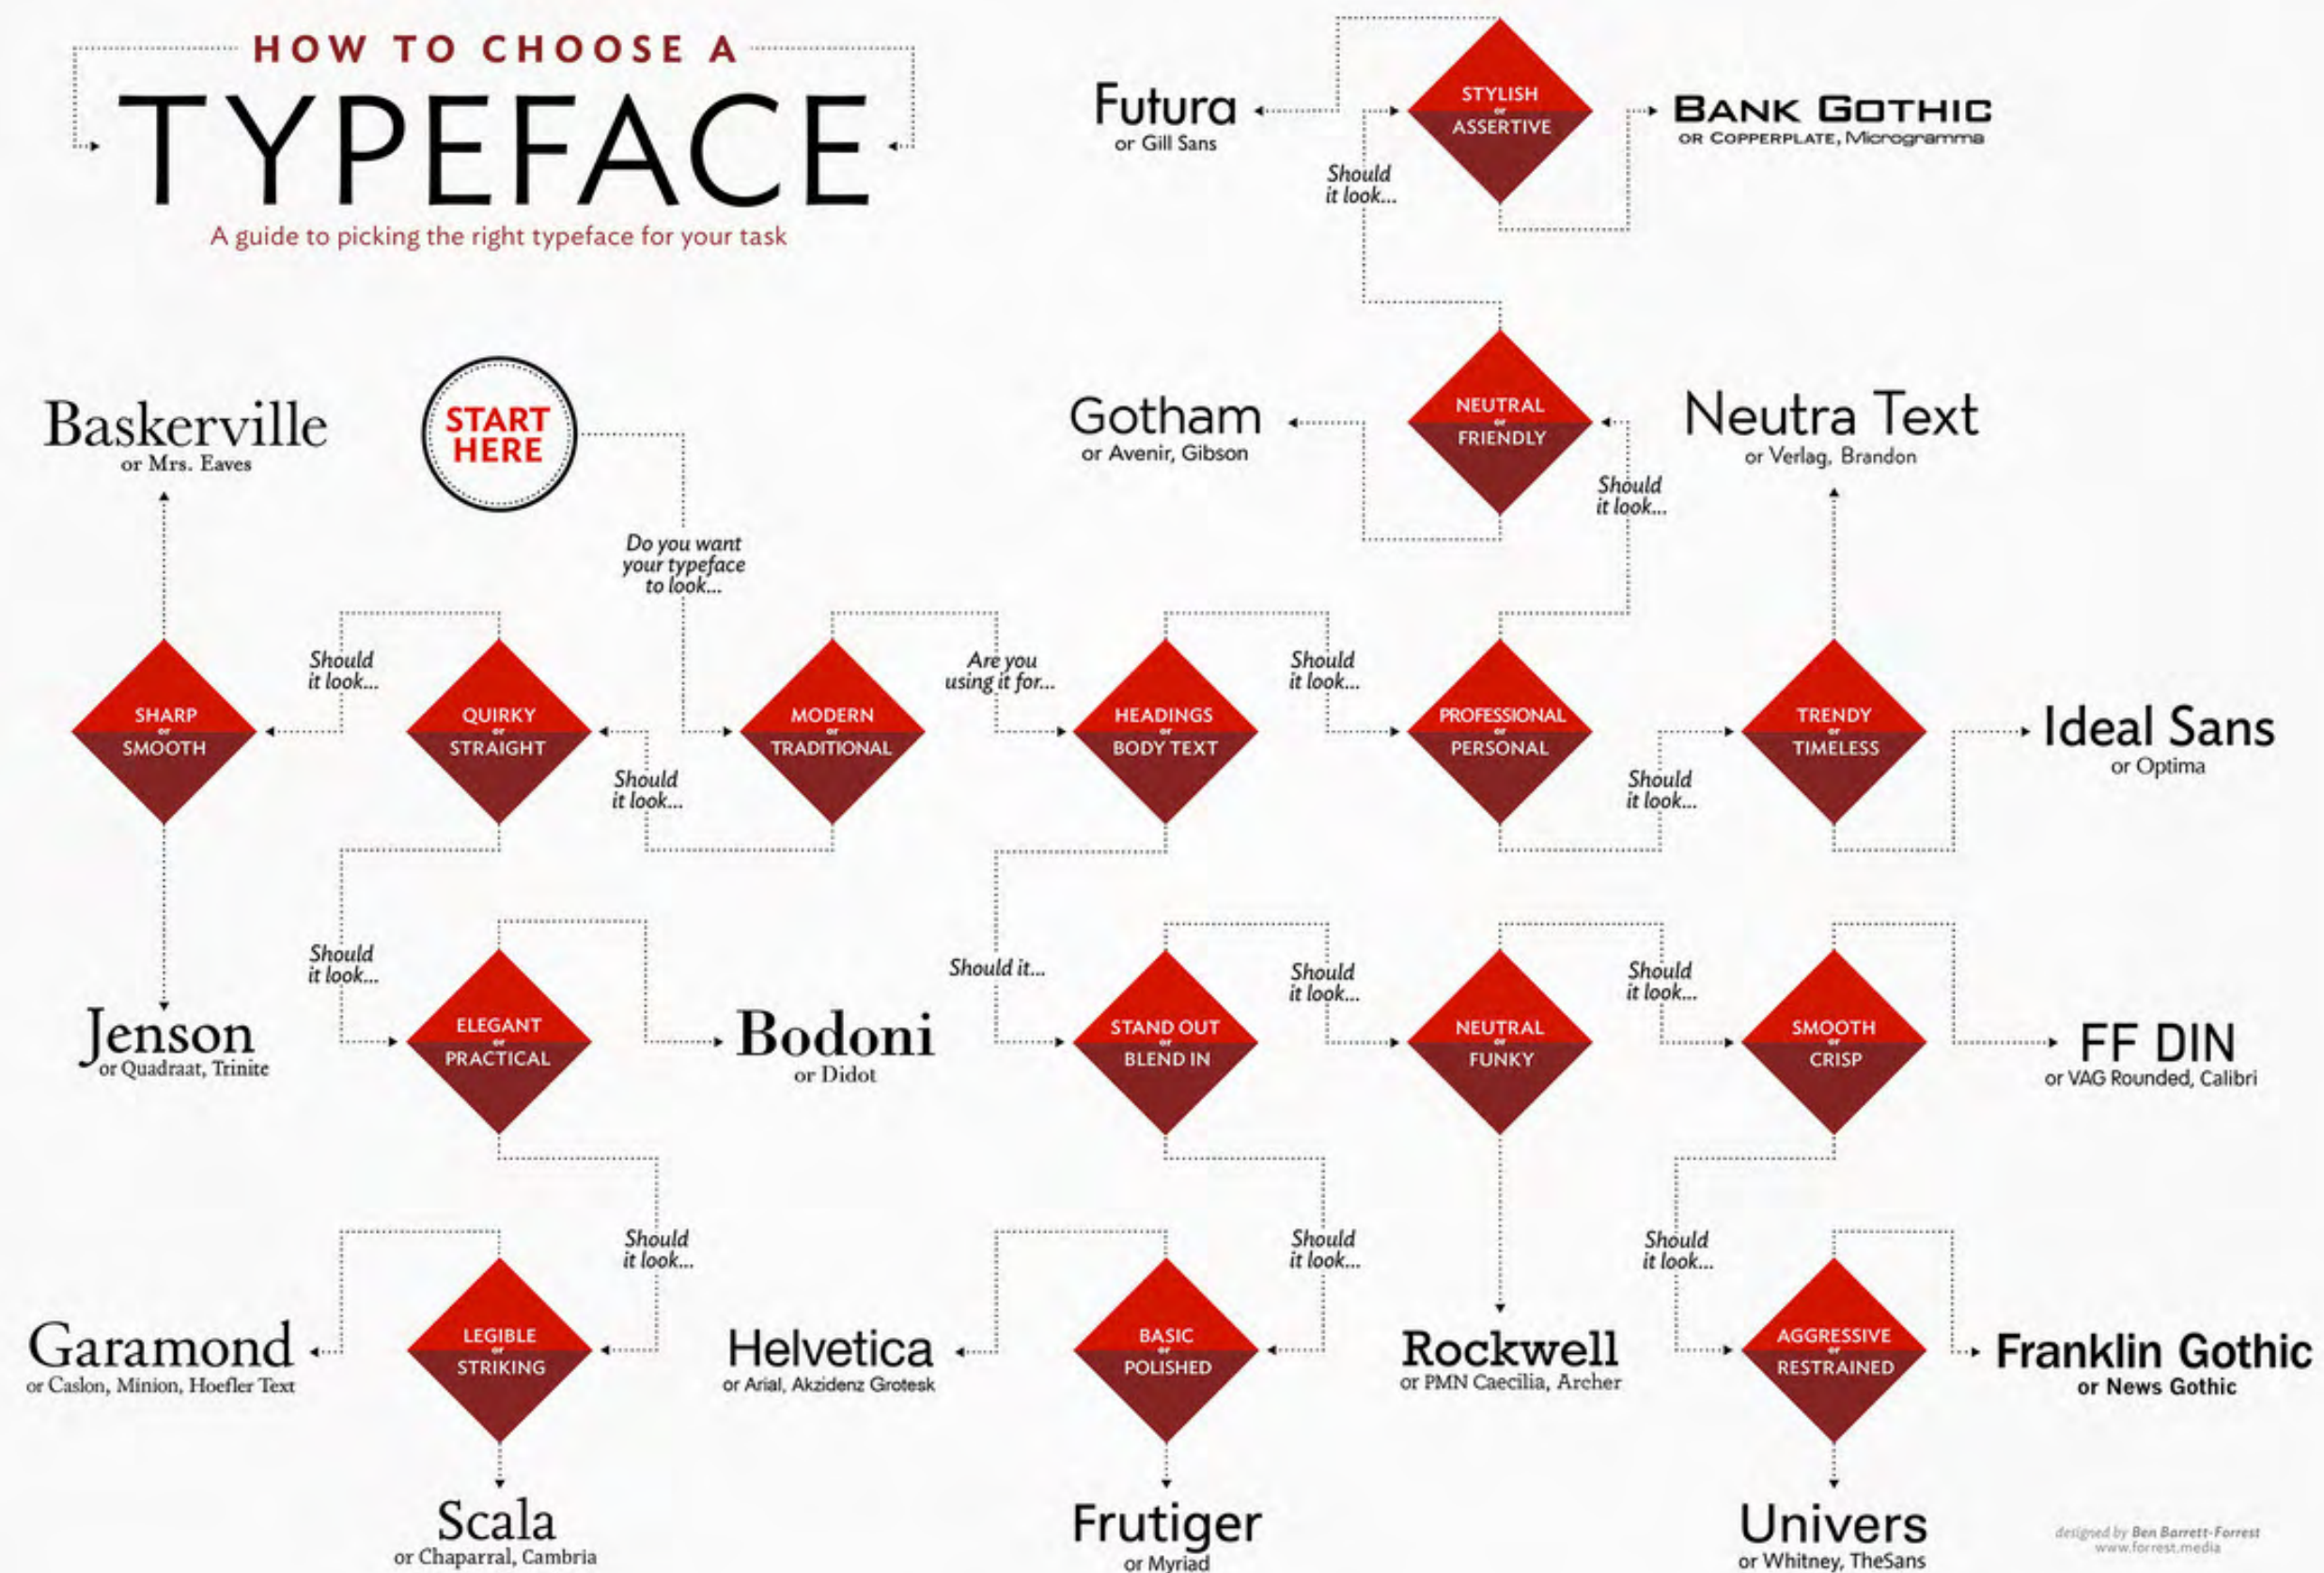 HOW TO CHOOSE A
TYPEFACE
A guide to picking the right typeface for your task
Futura
or Gill Sans
STYLISH
or
ASSERTIVE
BANK GOTHIC
OR COPPERPLATE, Microgramma
Should
it look...
Baskerville
or Mrs. Eaves
START
HERE
Gotham
or Avenir, Gibson
NEUTRAL
or
FRIENDLY
Neutra Text
or Verlag, Brandon
Should
it look...
Do you want
your typeface
to look...
Should
it look...
Are you
using it for...
Should
it look...
SHARP
or
SMOOTH
QUIRKY
or
STRAIGHT
MODERN
or
TRADITIONAL
HEADINGS
or
BODY TEXT
PROFESSIONAL
or
PERSONAL
TRENDY
or
TIMELESS
Ideal Sans
or Optima
Should
it look...
Should
it look...
Should
it look...
Should it...
Should
it look...
Should
it look...
Jenson
or Quadraat, Trinite
ELEGANT
or
PRACTICAL
Bodoni
or Didot
STAND OUT
or
BLEND IN
NEUTRAL
or
FUNKY
SMOOTH
or
CRISP
FF DIN
or VAG Rounded, Calibri
Should
it look...
Should
it look...
Should
it look...
Garamond
or Caslon, Minion, Hoefler Text
LEGIBLE
or
STRIKING
Helvetica
or Arial, Akzidenz Grotesk
BASIC
or
POLISHED
Rockwell
or PMN Caecilia, Archer
AGGRESSIVE
or
RESTRAINED
Franklin Gothic
or News Gothic
Scala
or Chaparral, Cambria
Frutiger
or Myriad
Univers
or Whitney, TheSans
designed by Ben Barrett-Forrest
www.forrest.media